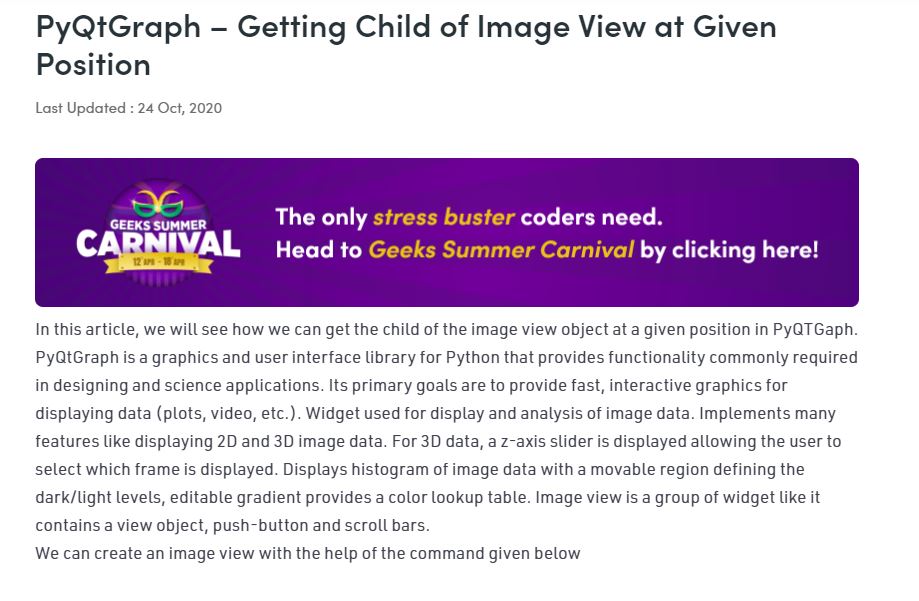 PyQtGraph – Getting Child of Image View at Given
Position
Last Updated : 24 Oct, 2020
GEEKS SUMMER
CARNIVAL
12 APR - 18 APR
The only stress buster coders need.
Head to Geeks Summer Carnival by clicking here!
In this article, we will see how we can get the child of the image view object at a given position in PyQTGaph.
PyQtGraph is a graphics and user interface library for Python that provides functionality commonly required
in designing and science applications. Its primary goals are to provide fast, interactive graphics for
displaying data (plots, video, etc.). Widget used for display and analysis of image data. Implements many
features like displaying 2D and 3D image data. For 3D data, a z-axis slider is displayed allowing the user to
select which frame is displayed. Displays histogram of image data with a movable region defining the
dark/light levels, editable gradient provides a color lookup table. Image view is a group of widget like it
contains a view object, push-button and scroll bars.
We can create an image view with the help of the command given below